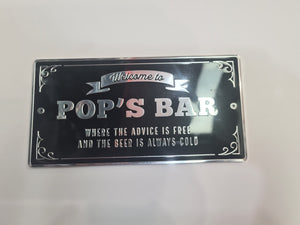 Welcome to
POP'S BAR
WHERE THE ADVICE IS FREE
AND THE BEER IS ALWAYS COLD